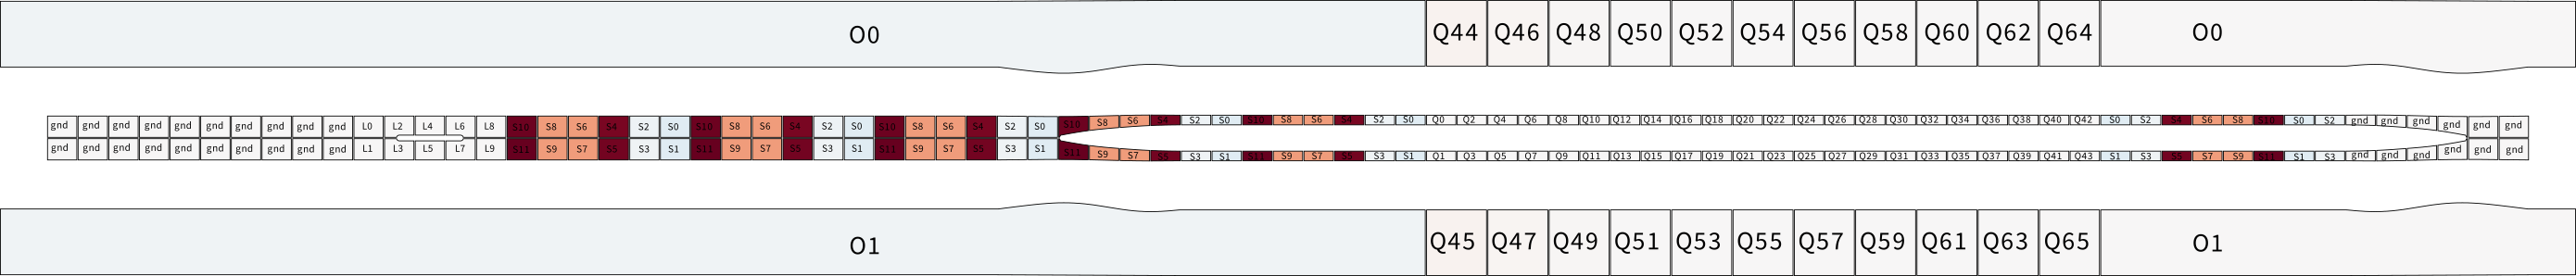 O0 Q44 Q46 Q48 Q50 Q52 Q54 Q56 Q58 Q60 Q62 Q64 O0
gnd gnd gnd gnd gnd gnd gnd gnd gnd gnd L0 L2 L4 L6 L8 S10 S8 S6 S4 S2 S0 S10 S8 S6 S4 S2 S0 S10 S8 S6 S4 S2 S0 S10 S8 S6 S4 S2 S0 S10 S8 S6 S4 S2 S0 Q0 Q2 Q4 Q6 Q8 Q10 Q12 Q14 Q16 Q18 Q20 Q22 Q24 Q26 Q28 Q30 Q32 Q34 Q36 Q38 Q40 Q42 S0 S2 S4 S6 S8 S10 S0 S2 gnd gnd gnd gnd gnd gnd
gnd gnd gnd gnd gnd gnd gnd gnd gnd gnd L1 L3 L5 L7 L9 S11 S9 S7 S5 S3 S1 S11 S9 S7 S5 S3 S1 S11 S9 S7 S5 S3 S1 S11 S9 S7 S5 S3 S1 S11 S9 S7 S5 S3 S1 Q1 Q3 Q5 Q7 Q9 Q11 Q13 Q15 Q17 Q19 Q21 Q23 Q25 Q27 Q29 Q31 Q33 Q35 Q37 Q39 Q41 Q43 S1 S3 S5 S7 S9 S11 S1 S3 gnd gnd gnd gnd gnd gnd
O1 Q45 Q47 Q49 Q51 Q53 Q55 Q57 Q59 Q61 Q63 Q65 O1